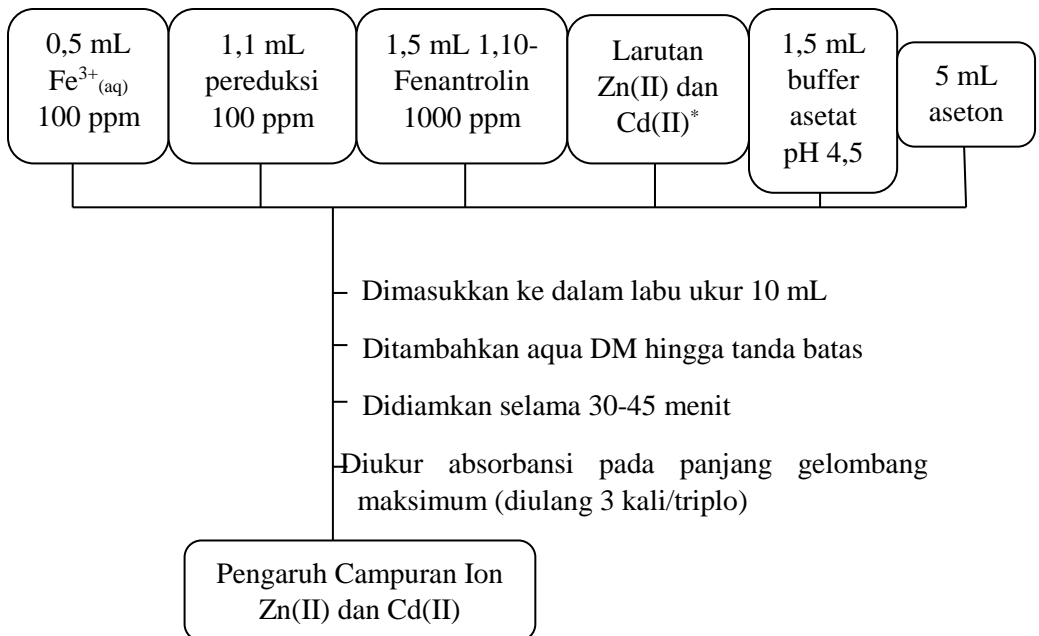 0,5 mL
Fe³⁺₍aq₎
100 ppm
1,1 mL
pereduksi
100 ppm
1,5 mL 1,10-
Fenantrolin
1000 ppm
Larutan
Zn(II) dan
Cd(II)*
1,5 mL
buffer
asetat
pH 4,5
5 mL
aseton
Dimasukkan ke dalam labu ukur 10 mL
Ditambahkan aqua DM hingga tanda batas
Didiamkan selama 30-45 menit
Diukur absorbansi pada panjang gelombang
maksimum (diulang 3 kali/triplo)
Pengaruh Campuran Ion
Zn(II) dan Cd(II)